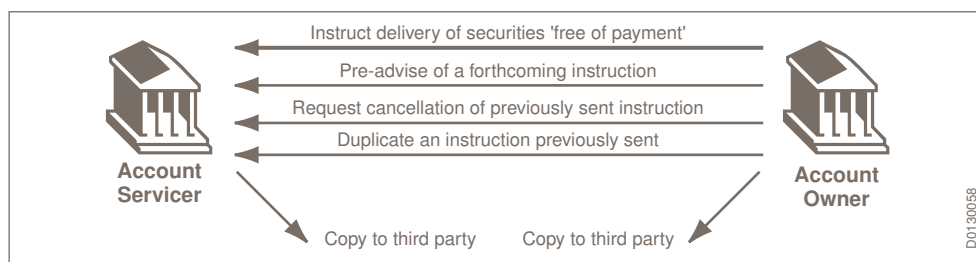 Instruct delivery of securities 'free of payment'
Pre-advise of a forthcoming instruction
Request cancellation of previously sent instruction
Duplicate an instruction previously sent
Account
Servicer
Account
Owner
Copy to third party
Copy to third party
D0130058